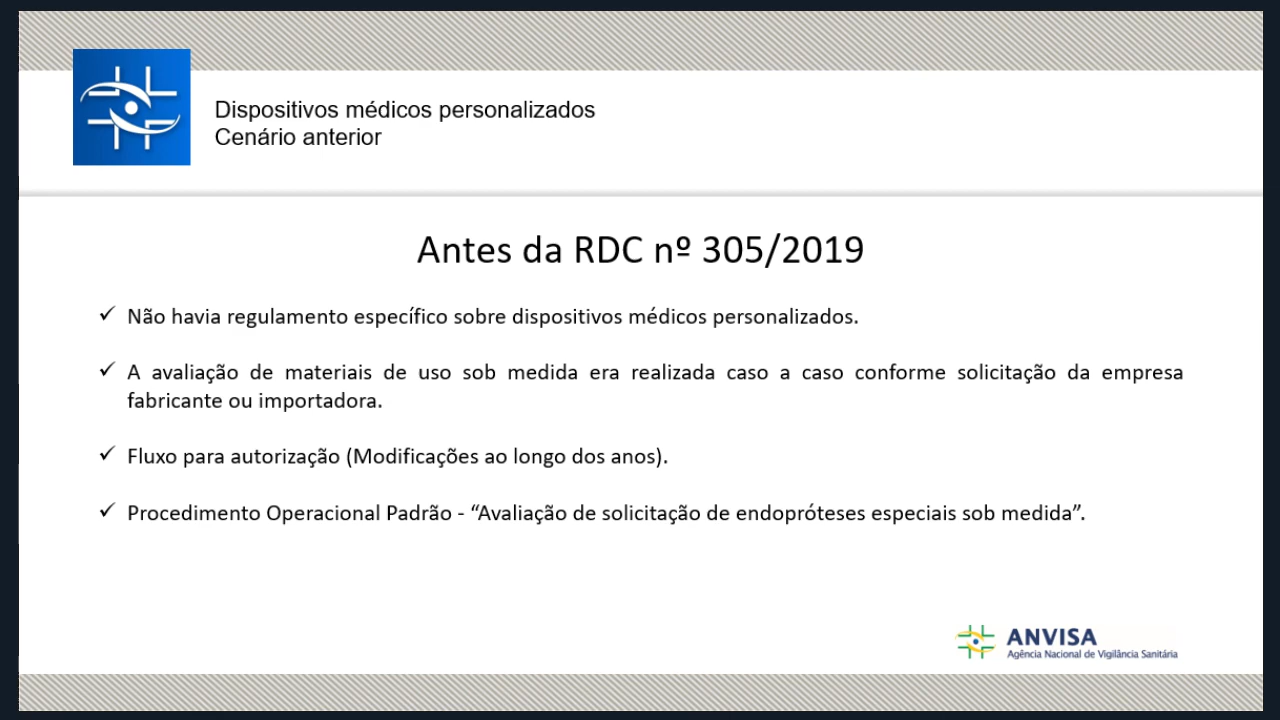 Dispositivos médicos personalizados
Cenário anterior
Antes da RDC nº 305/2019
✓ Não havia regulamento específico sobre dispositivos médicos personalizados.
✓ A avaliação de materiais de uso sob medida era realizada caso a caso conforme solicitação da empresa
fabricante ou importadora.
✓ Fluxo para autorização (Modificações ao longo dos anos).
✓ Procedimento Operacional Padrão - “Avaliação de solicitação de endopróteses especiais sob medida”.
ANVISA
Agência Nacional de Vigilância Sanitária